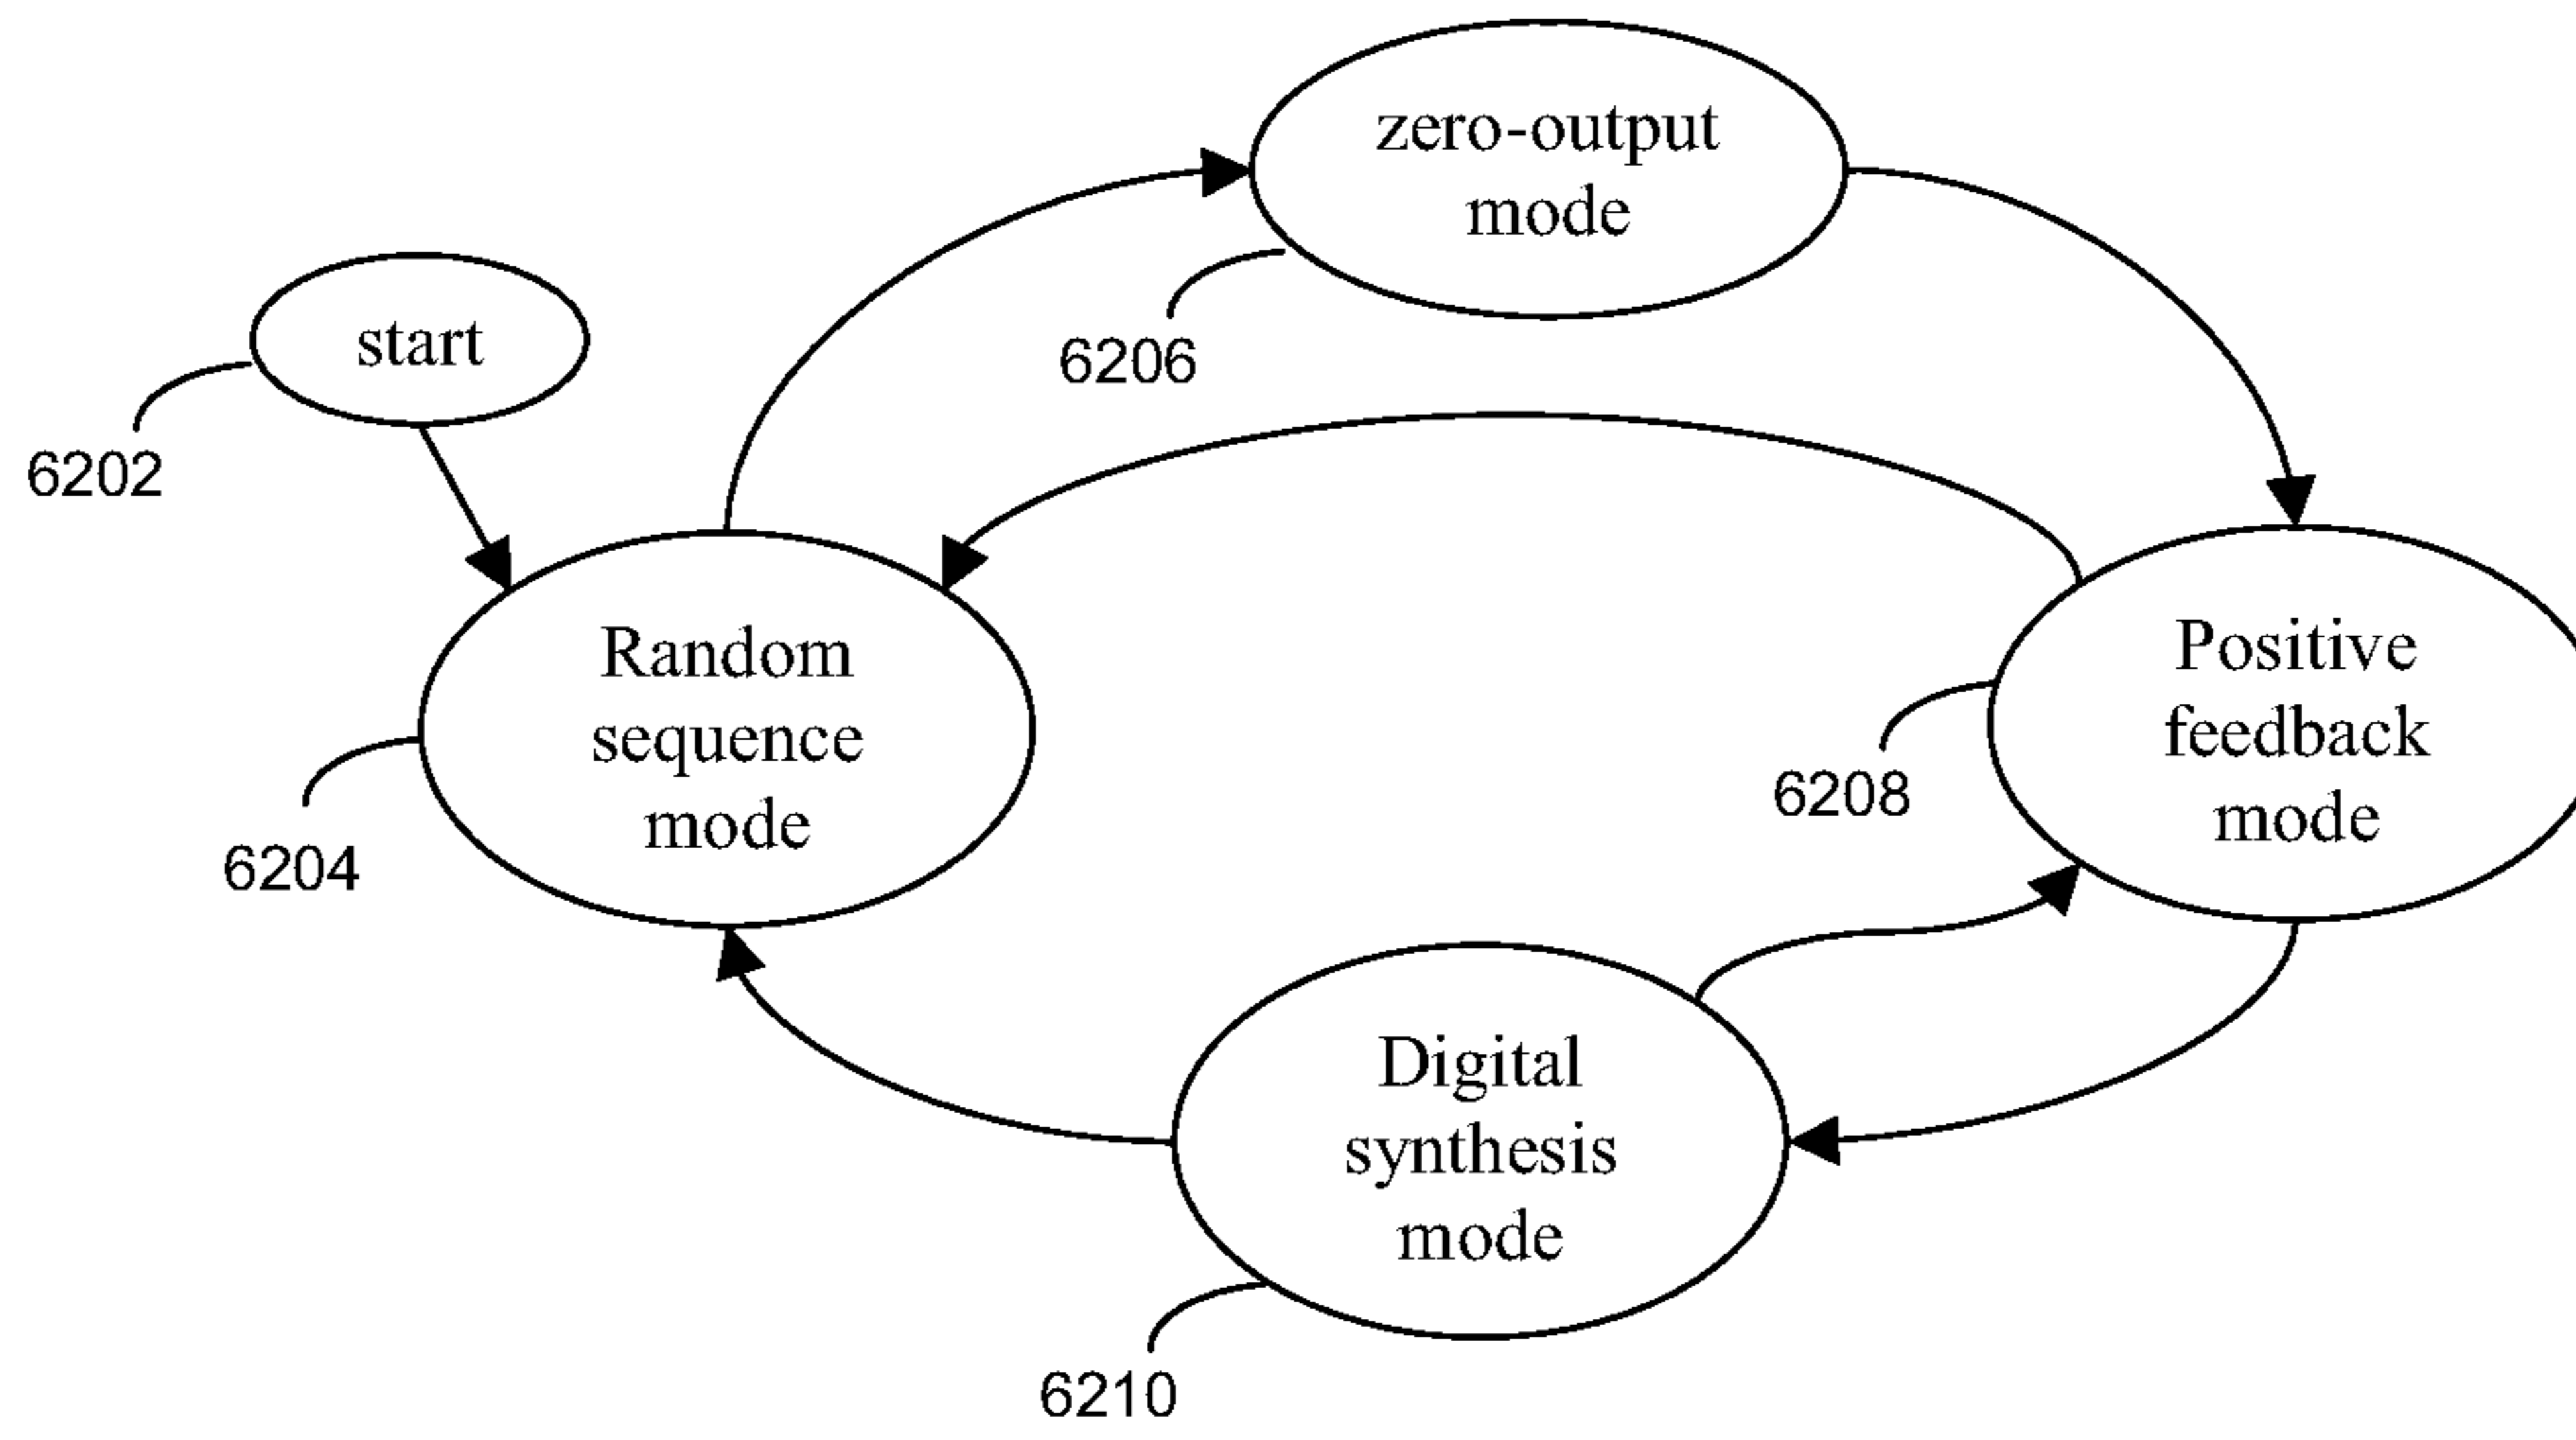 zero-output
mode
6206
start
6202
Random
sequence
mode
6204
Positive
feedback
mode
6208
Digital
synthesis
mode
6210